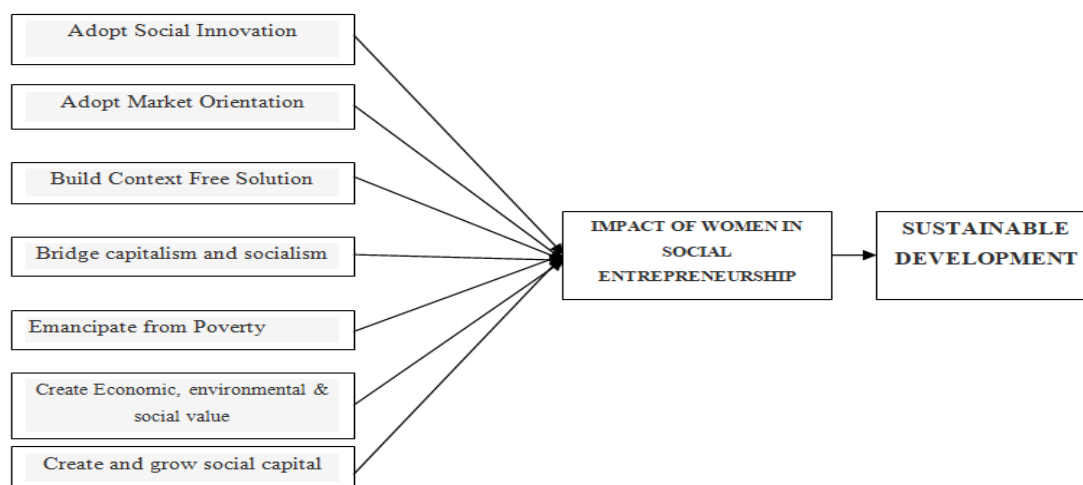 Adopt Social Innovation
Adopt Market Orientation
Build Context Free Solution
Bridge capitalism and socialism
Emancipate from Poverty
Create Economic, environmental &
social value
Create and grow social capital
IMPACT OF WOMEN IN
SOCIAL
ENTREPRENEURSHIP
SUSTAINABLE
DEVELOPMENT